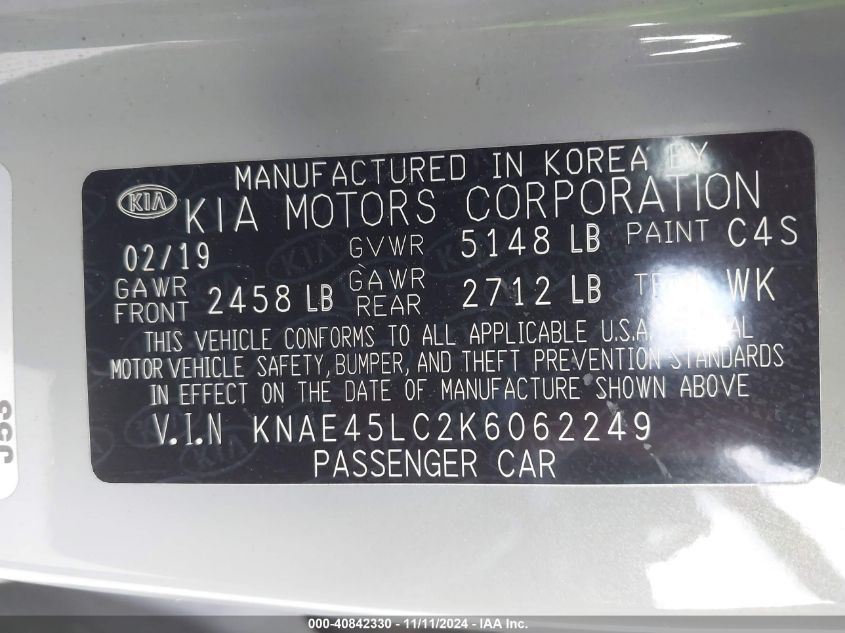 MANUFACTURED IN KOREA BY
KIA KIA MOTORS CORPORATION
02/19 GVWR 5148 LB PAINT C4S
GAWR FRONT 2458 LB GAWR REAR 2712 LB WK
THIS VEHICLE CONFORMS TO ALL APPLICABLE U.S.A.
MOTOR VEHICLE SAFETY, BUMPER, AND THEFT PREVENTION STANDARDS
IN EFFECT ON THE DATE OF MANUFACTURE SHOWN ABOVE
V.I.N KNAE45LC2K6062249
PASSENGER CAR
000-40842330 - 11/11/2024 - IAA Inc.